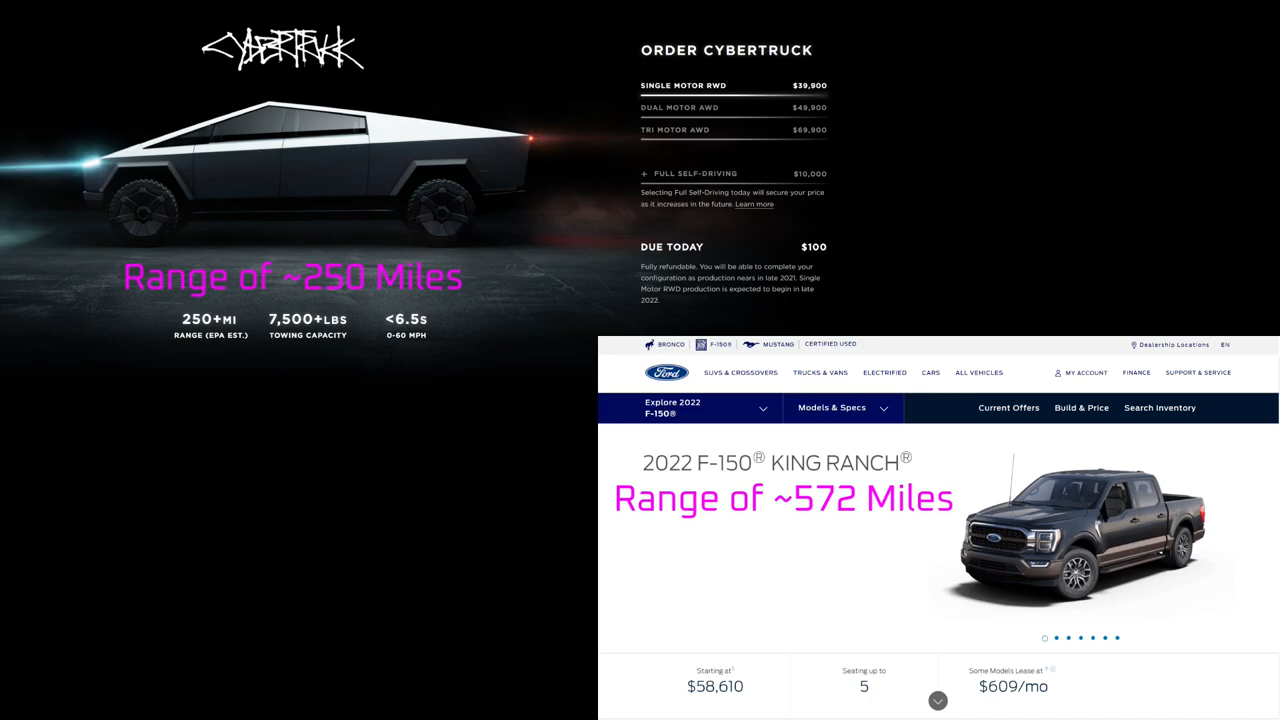 CYBERTRUCK
ORDER CYBERTRUCK
SINGLE MOTOR RWD $39,900
DUAL MOTOR AWD $49,900
TRI MOTOR AWD $69,900
+ FULL SELF-DRIVING $10,000
Selecting Full Self-Driving today will secure your price
as it increases in the future. Learn more
DUE TODAY $100
Fully refundable. You will be able to complete your
configuration as production nears in late 2021. Single
Motor RWD production is expected to begin in late
2022.
Range of ~250 Miles
250+MI 7,500+LBS <6.5S
RANGE (EPA EST.) TOWING CAPACITY 0-60 MPH
BRONCO F-150® MUSTANG CERTIFIED USED Dealership Locations EN
Ford SUVS & CROSSOVERS TRUCKS & VANS ELECTRIFIED CARS ALL VEHICLES MY ACCOUNT FINANCE SUPPORT & SERVICE
Explore 2022
F-150® Models & Specs Current Offers Build & Price Search Inventory
2022 F-150® KING RANCH®
Range of ~572 Miles
Starting at1 Seating up to Some Models Lease at 7
$58,610 5 $609/mo